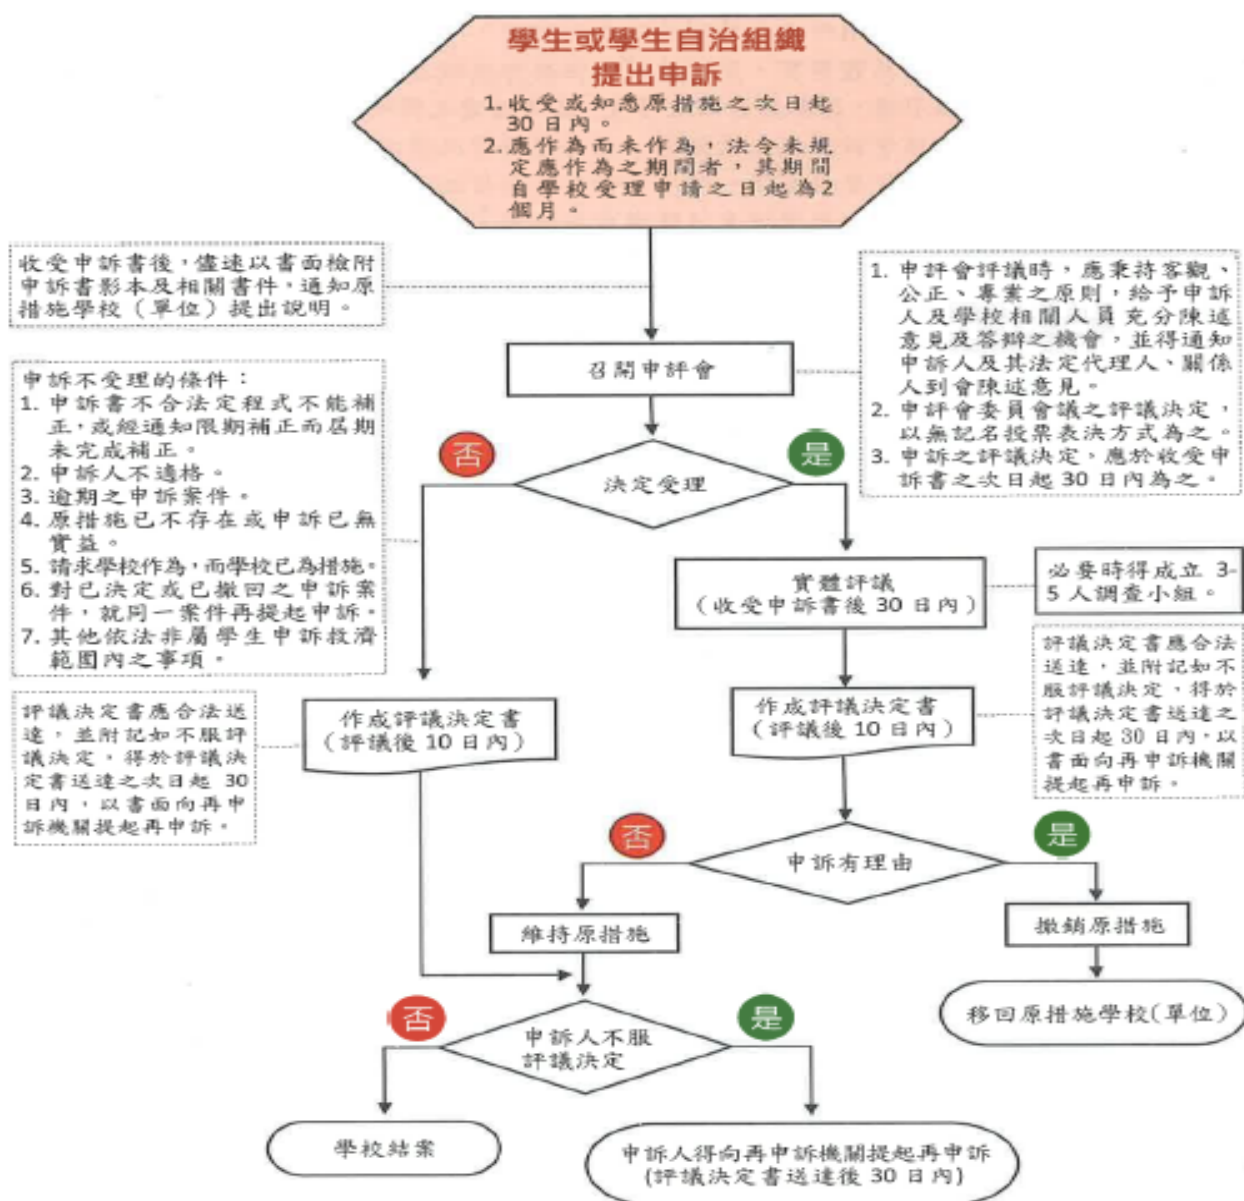 學生或學生自治組織
提出申訴
1. 收受或知悉原措施之次日起
30 日內。
2. 應作為而未作為，法令未規
定應作為之期間者，其期間
自學校受理申請之日起為2
個月。
收受申訴書後，儘速以書面檢附
申訴書影本及相關書件，通知原
措施學校（單位）提出說明。
召開申評會
1. 申評會評議時，應秉持客觀、
公正、專業之原則，給予申訴
人及學校相關人員充分陳述
意見及答辯之機會，並得通知
申訴人及其法定代理人、關係
人到會陳述意見。
2. 申評會委員會議之評議決定，
以無記名投票表決方式為之。
3. 申訴之評議決定，應於收受申
訴書之次日起 30 日內為之。
申訴不受理的條件：
1. 申訴書不合法定程式不能補
正，或經通知限期補正而屆期
未完成補正。
2. 申訴人不適格。
3. 逾期之申訴案件。
4. 原措施已不存在或申訴已無
實益。
5. 請求學校作為，而學校已為措施。
6. 對已決定或已撤回之申訴案
件，就同一案件再提起申訴。
7. 其他依法非屬學生申訴救濟
範圍內之事項。
否
是
決定受理
實體評議
（收受申訴書後 30 日內）
必要時得成立 3-
5 人調查小組。
評議決定書應合法送
達，並附記如不服評
議決定，得於評議決
定書送達之次日起 30
日內，以書面向再申
訴機關提起再申訴。
作成評議決定書
（評議後 10 日內）
作成評議決定書
（評議後 10 日內）
評議決定書應合法
送達，並附記如不
服評議決定，得於
評議決定書送達之
次日起 30 日內，以
書面向再申訴機關
提起再申訴。
否
是
申訴有理由
維持原措施
撤銷原措施
移回原措施學校(單位)
否
是
申訴人不服
評議決定
學校結案
申訴人得向再申訴機關提起再申訴
(評議決定書送達後 30 日內)